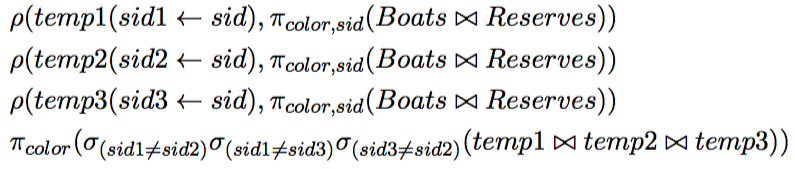 ρ(temp1(sid1 ← sid), π_{color,sid}(Boats ⋈ Reserves))
ρ(temp2(sid2 ← sid), π_{color,sid}(Boats ⋈ Reserves))
ρ(temp3(sid3 ← sid), π_{color,sid}(Boats ⋈ Reserves))
π_{color}(σ_{(sid1≠sid2)}σ_{(sid1≠sid3)}σ_{(sid3≠sid2)}(temp1 ⋈ temp2 ⋈ temp3))